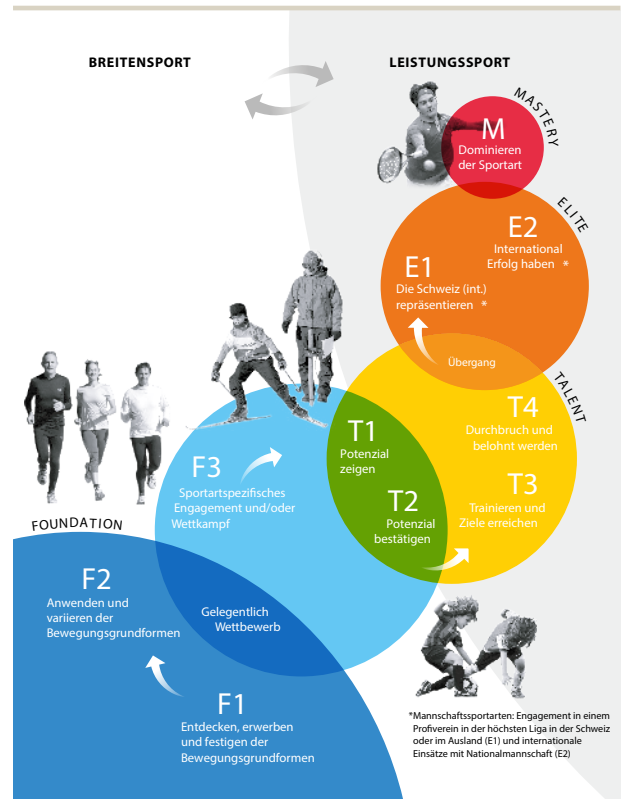 BREITENSPORT
LEISTUNGSSPORT
MASTERY
M
Dominieren
der Sportart
ELITE
E2
International
Erfolg haben *
E1
Die Schweiz (int.)
repräsentieren *
Übergang
TALENT
T4
Durchbruch und
belohnt werden
T1
Potenzial
zeigen
F3
Sportartspezifisches
Engagement und/oder
Wettkampf
T3
Trainieren und
Ziele erreichen
T2
Potenzial
bestätigen
FOUNDATION
F2
Anwenden und
variieren der
Bewegungsgrundformen
Gelegentlich
Wettbewerb
F1
Entdecken, erwerben
und festigen der
Bewegungsgrundformen
*Mannschaftssportarten: Engagement in einem
Profiverein in der höchsten Liga in der Schweiz
oder im Ausland (E1) und internationale
Einsätze mit Nationalmannschaft (E2)